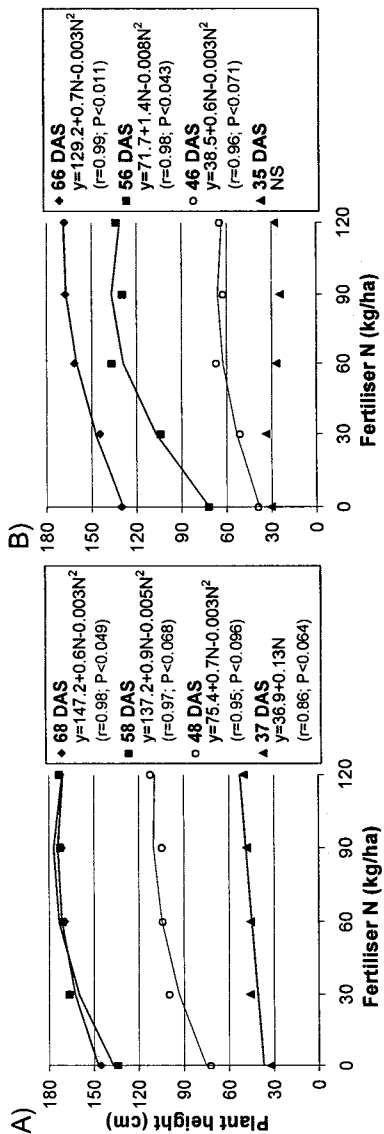 A)
Plant height (cm)
180
150
120
90
60
30
0
0 30 60 90 120
Fertiliser N (kg/ha)
68 DAS
y=147.2+0.6N-0.003N²
(r=0.98; P<0.049)
58 DAS
y=137.2+0.9N-0.005N²
(r=0.97; P<0.068)
48 DAS
y=75.4+0.7N-0.003N²
(r=0.95; P<0.096)
37 DAS
y=36.9+0.13N
(r=0.86; P<0.064)
B)
180
150
120
90
60
30
0
0 30 60 90 120
Fertiliser N (kg/ha)
66 DAS
y=129.2+0.7N-0.003N²
(r=0.99; P<0.011)
56 DAS
y=71.7+1.4N-0.008N²
(r=0.98; P<0.043)
46 DAS
y=38.5+0.6N-0.003N²
(r=0.96; P<0.071)
35 DAS
NS